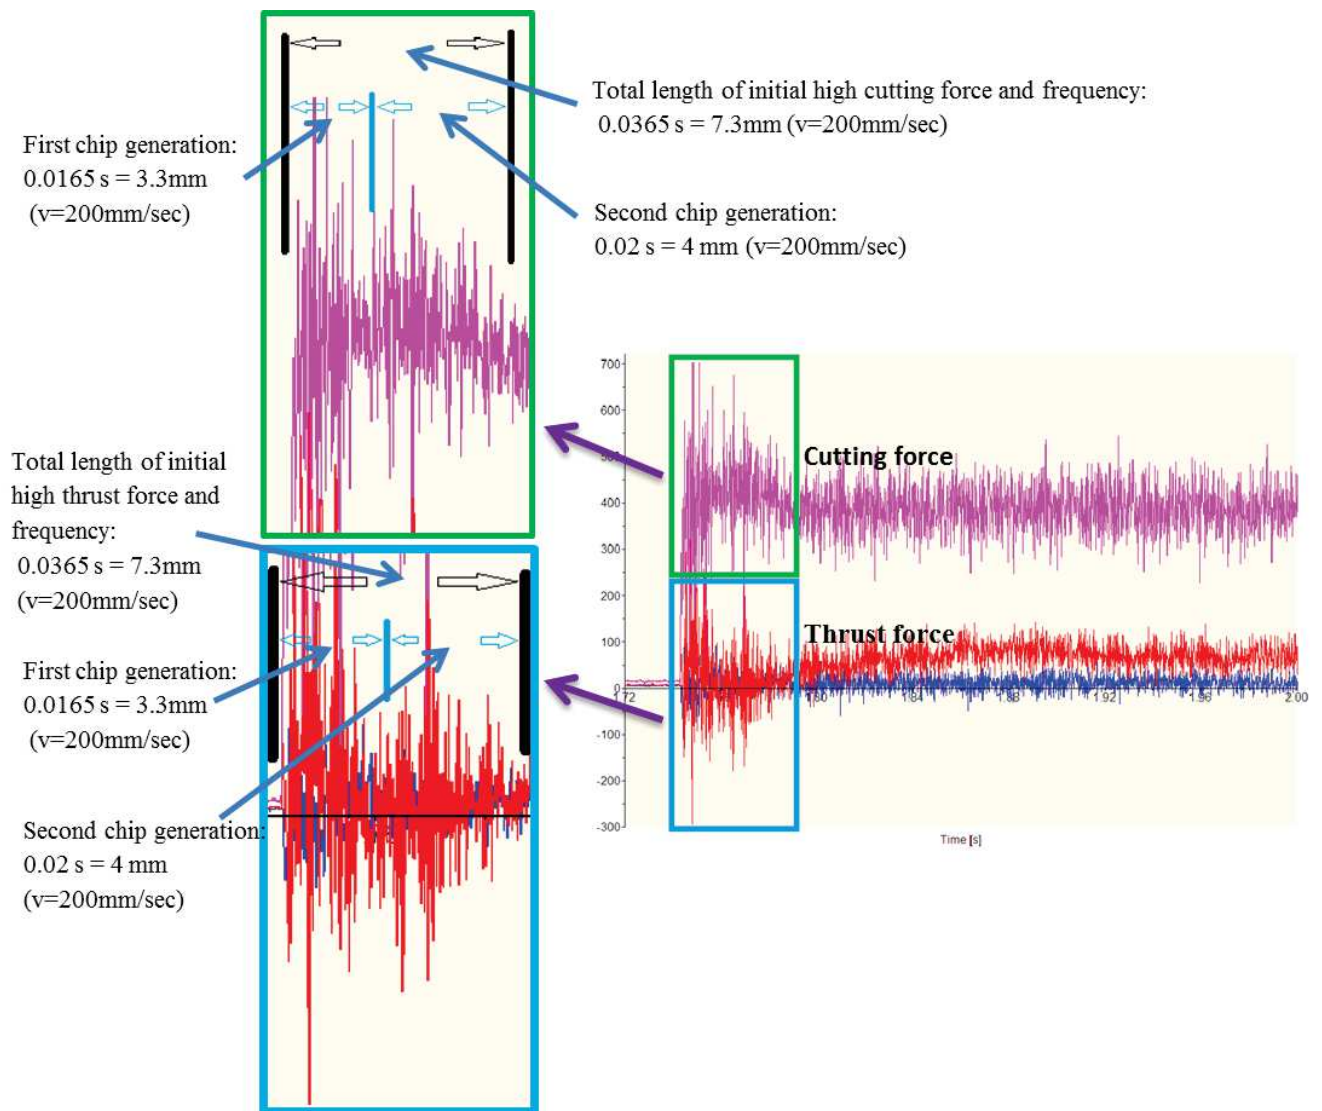 Total length of initial high cutting force and frequency:
0.0365 s = 7.3mm (v=200mm/sec)
First chip generation:
0.0165 s = 3.3mm
(v=200mm/sec)
Second chip generation:
0.02 s = 4 mm (v=200mm/sec)
Total length of initial
high thrust force and
frequency:
0.0365 s = 7.3mm
(v=200mm/sec)
First chip generation:
0.0165 s = 3.3mm
(v=200mm/sec)
Second chip generation:
0.02 s = 4 mm
(v=200mm/sec)
700
600
Cutting force
400
300
200
100
Thrust force
0
.72 1.84 1.88 1.92 1.96 2.00
-100
-200
-300
Time [s]